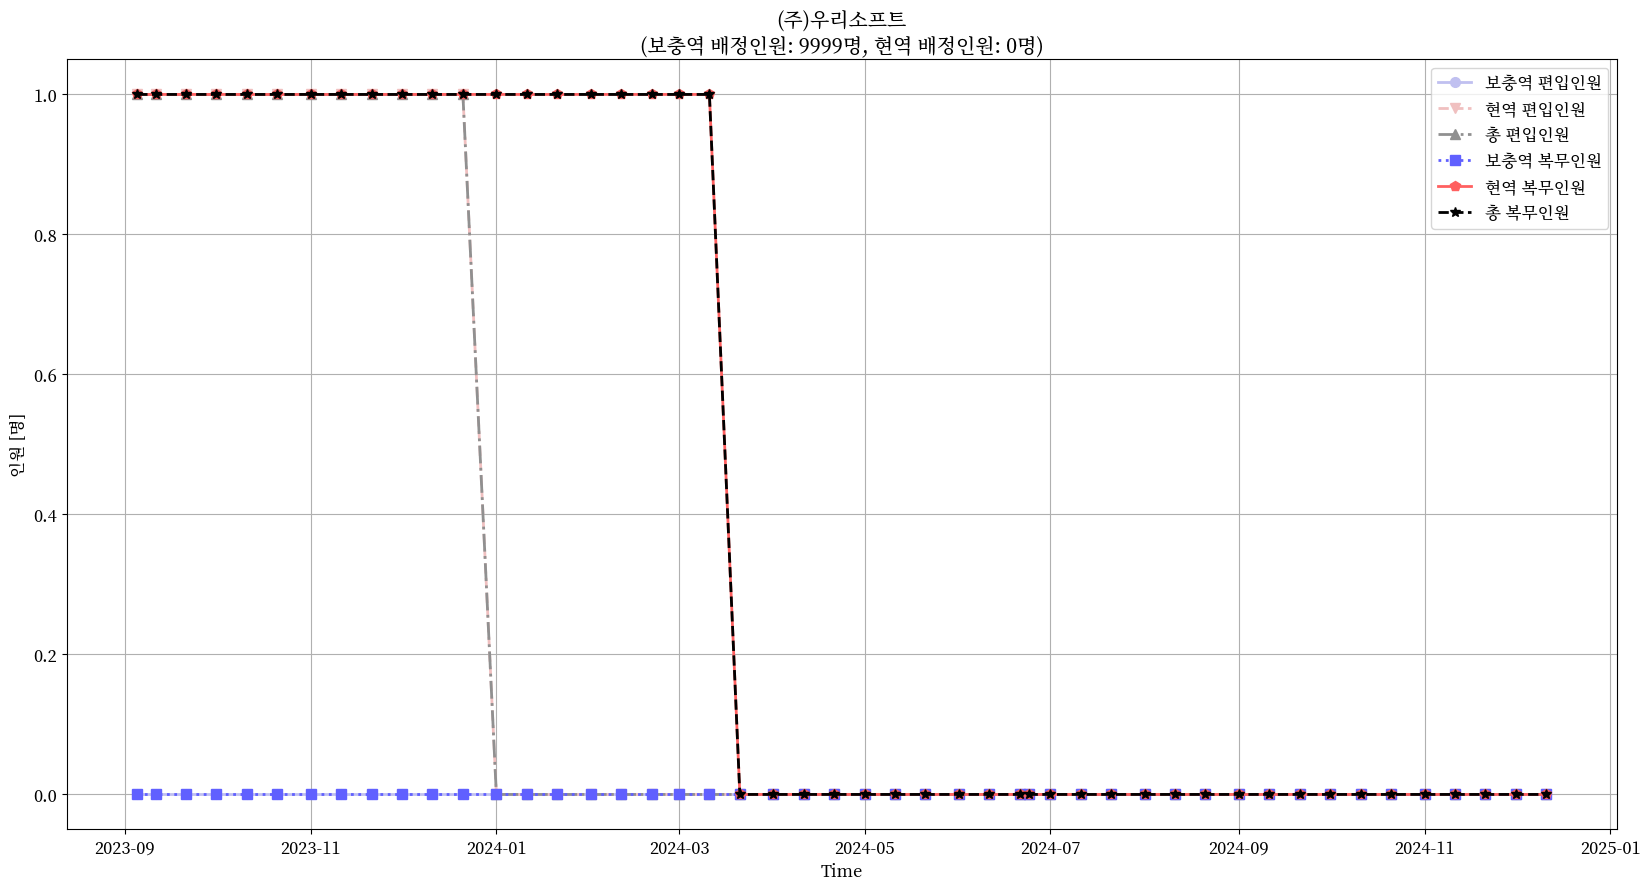 (주)우리소프트
(보충역 배정인원: 9999명, 현역 배정인원: 0명)
보충역 편입인원
현역 편입인원
총 편입인원
보충역 복무인원
현역 복무인원
총 복무인원
1.0
0.8
0.6
0.4
0.2
0.0
인원 [명]
2023-09
2023-11
2024-01
2024-03
2024-05
2024-07
2024-09
2024-11
2025-01
Time